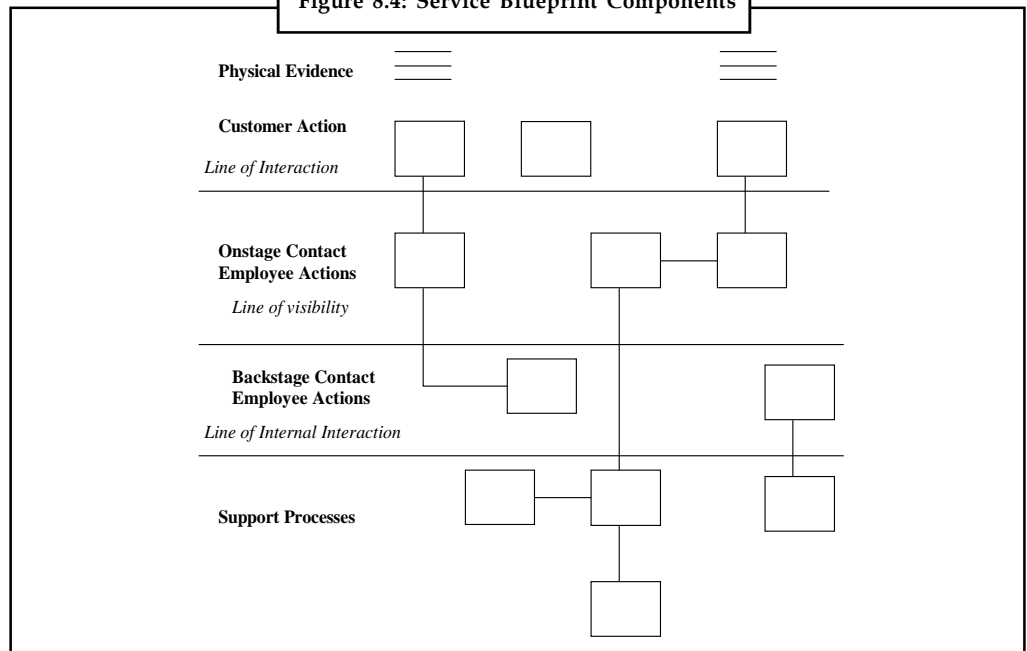 Figure 8.4: Service Blueprint Components
Physical Evidence
Customer Action
Line of Interaction
Onstage Contact
Employee Actions
Line of visibility
Backstage Contact
Employee Actions
Line of Internal Interaction
Support Processes